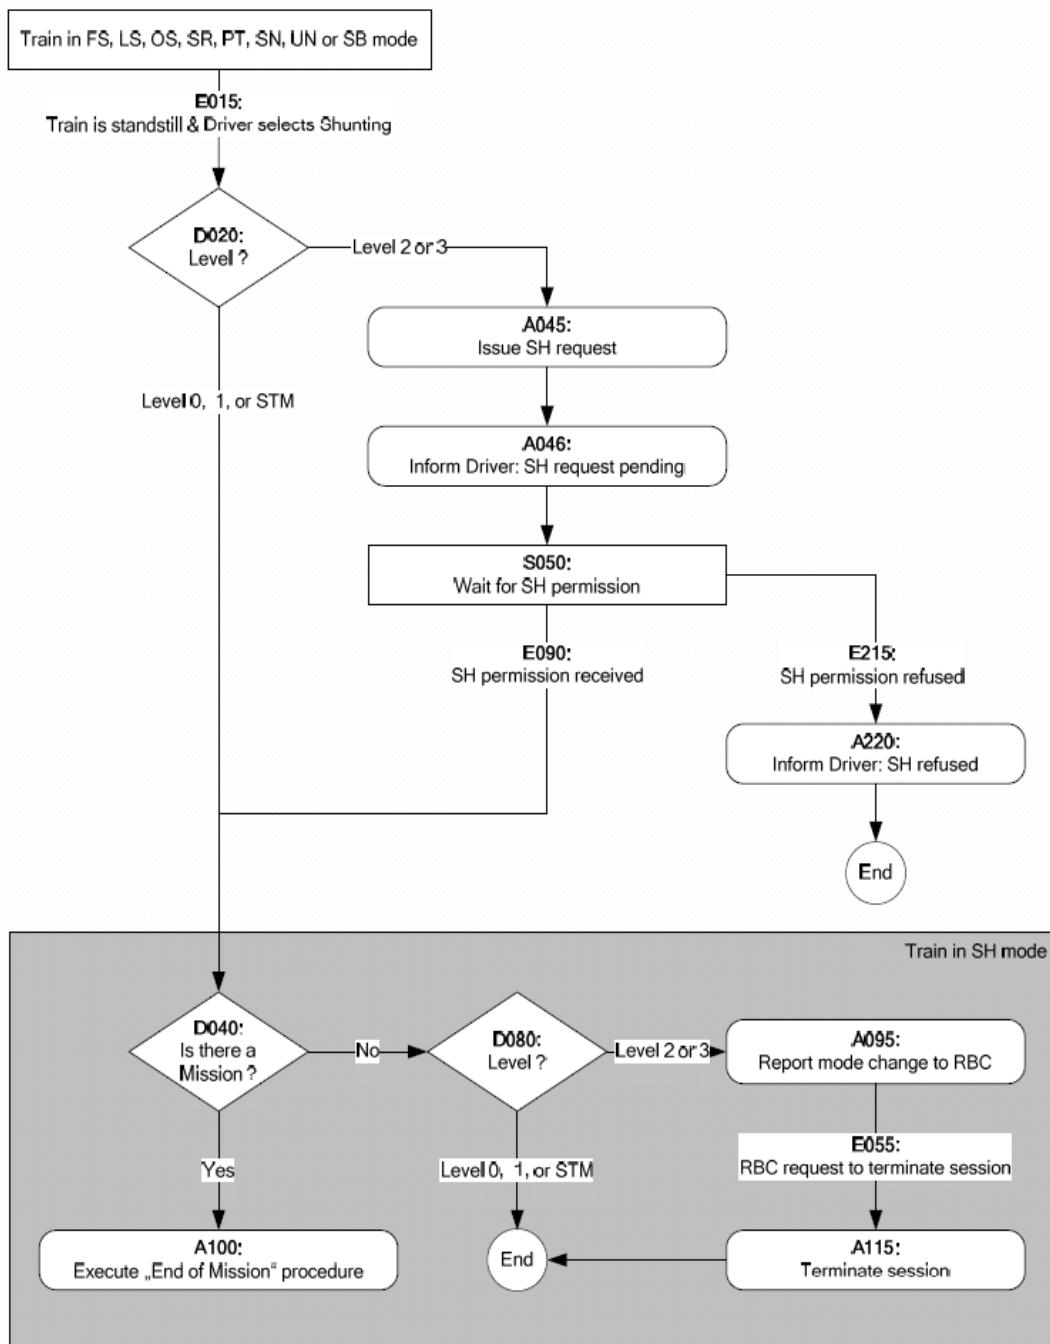 Train in FS, LS, OS, SR, PT, SN, UN or SB mode
E015:
Train is standstill & Driver selects Shunting
D020:
Level ?
Level 2 or 3
A045:
Issue SH request
Level 0, 1, or STM
A046:
Inform Driver: SH request pending
S050:
Wait for SH permission
E090:
SH permission received
E215:
SH permission refused
A220:
Inform Driver: SH refused
End
Train in SH mode
D040:
Is there a
Mission ?
No
D080:
Level ?
Level 2 or 3
A095:
Report mode change to RBC
Yes
Level 0, 1, or STM
E055:
RBC request to terminate session
A100:
Execute „End of Mission“ procedure
End
A115:
Terminate session